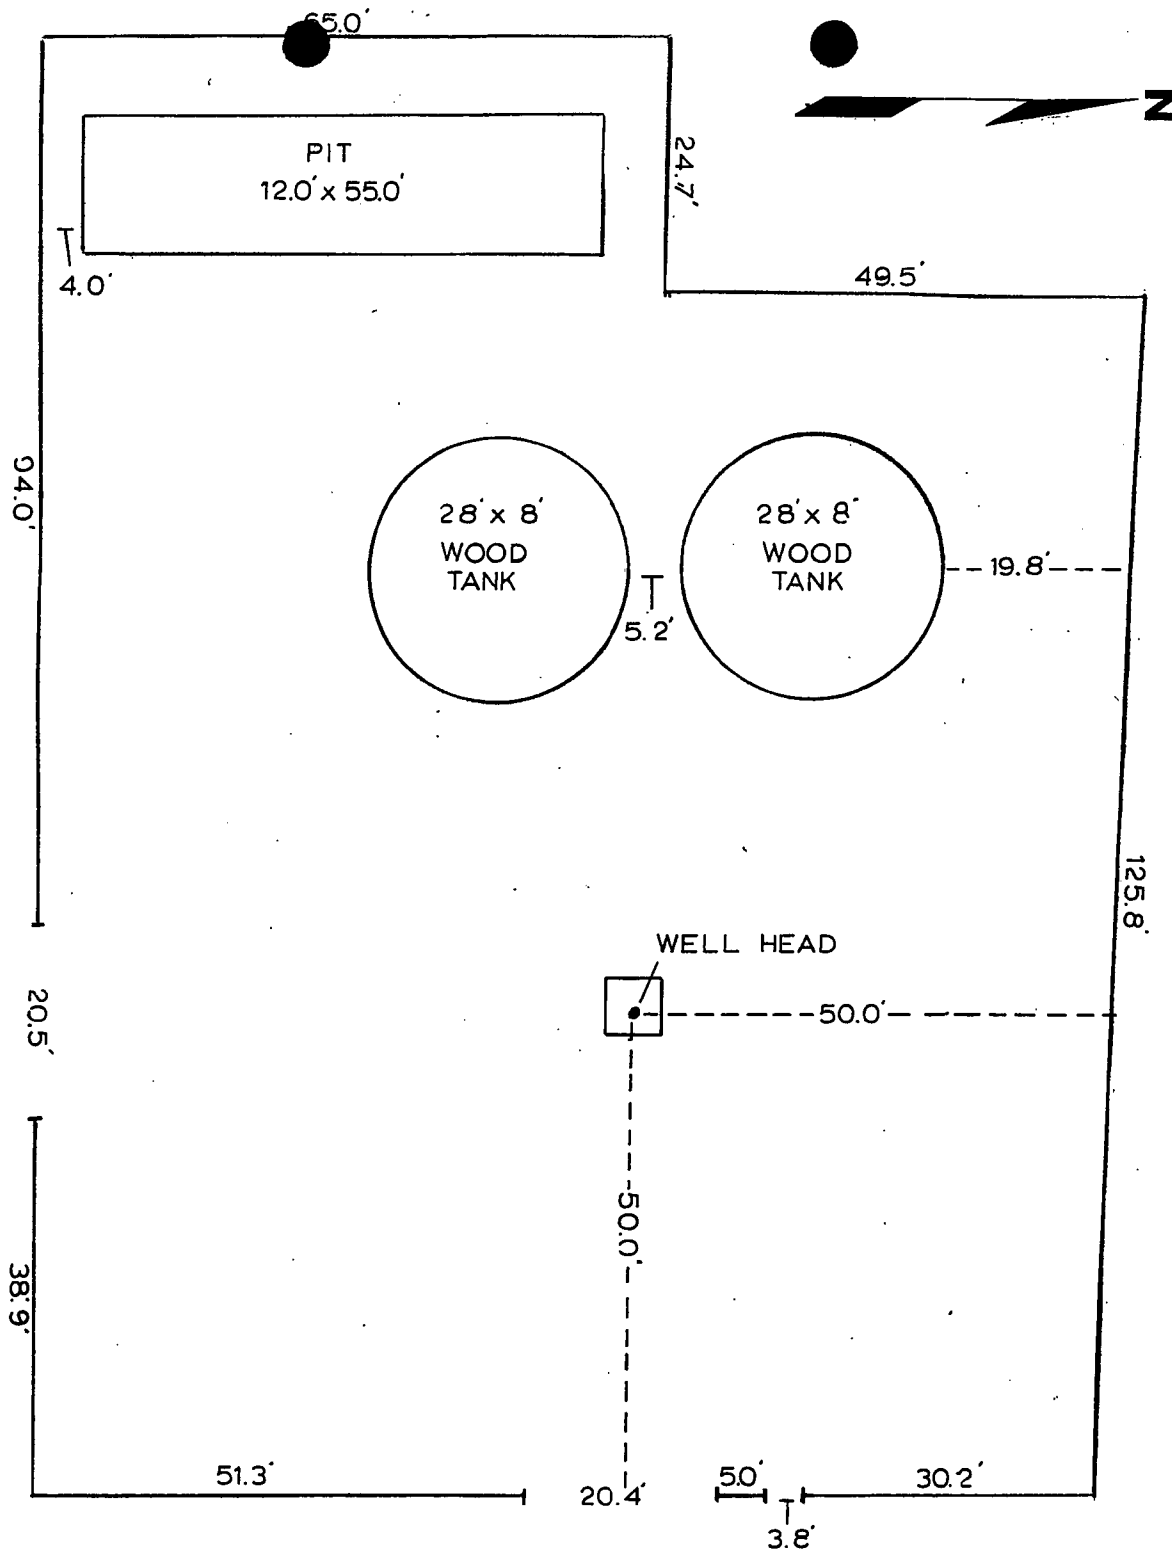 65.0'
N
PIT
12.0' x 55.0'
24.7'
4.0'
49.5'
94.0'
28' x 8'
WOOD
TANK
28' x 8'
WOOD
TANK
19.8'
5.2'
125.8'
WELL HEAD
20.5'
50.0'
50.0'
38.9'
51.3'
20.4'
5.0'
30.2'
3.8'